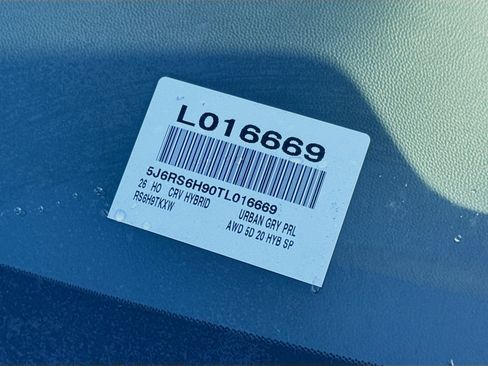 L016669
5J6RS6H90TL016669
26 HO CRV HYBRID URBAN GRY PRL
RS6H9TKXW AWD 5D 20 HYB SP